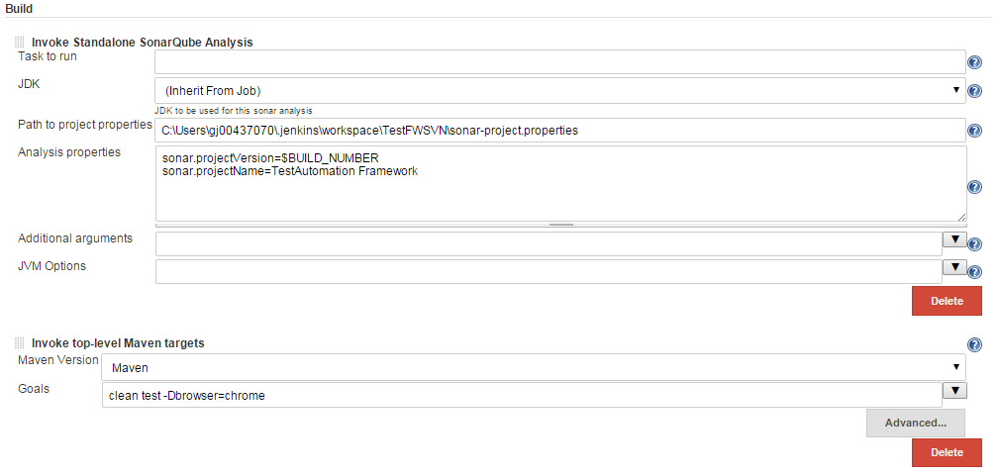 Build
Invoke Standalone SonarQube Analysis
Task to run
JDK
(Inherit From Job)
JDK to be used for this sonar analysis
Path to project properties
C:\Users\gj00437070\.jenkins\workspace\TestFWSVN\sonar-project.properties
Analysis properties
sonar.projectVersion=$BUILD_NUMBER
sonar.projectName=TestAutomation Framework
Additional arguments
JVM Options
Delete
Invoke top-level Maven targets
Maven Version
Maven
Goals
clean test -Dbrowser=chrome
Advanced...
Delete